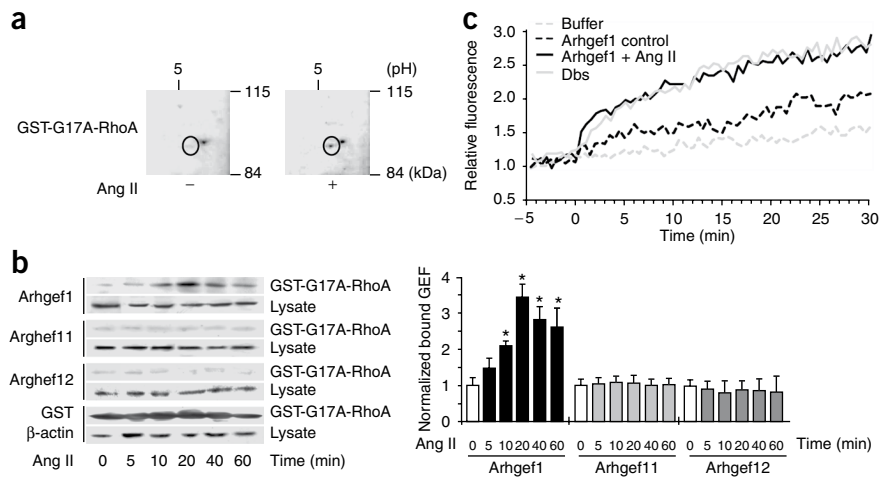 a
5
5
(pH)
115
115
GST-G17A-RhoA
84
84 (kDa)
Ang II
−
+
c
Buffer
Arhgef1 control
Arhgef1 + Ang II
Dbs
Relative fluorescence
3.0
2.5
2.0
1.5
1.0
0.5
−5 0 5 10 15 20 25 30
Time (min)
b
Arhgef1
GST-G17A-RhoA
Lysate
Arghef11
GST-G17A-RhoA
Lysate
Arghef12
GST-G17A-RhoA
Lysate
GST
GST-G17A-RhoA
β-actin
Lysate
Ang II 0 5 10 20 40 60 Time (min)
Normalized bound GEF
4
3
2
1
0
* * * *
Ang II 0 5 10 20 40 60 0 5 10 20 40 60 0 5 10 20 40 60 Time (min)
Arhgef1 Arhgef11 Arhgef12